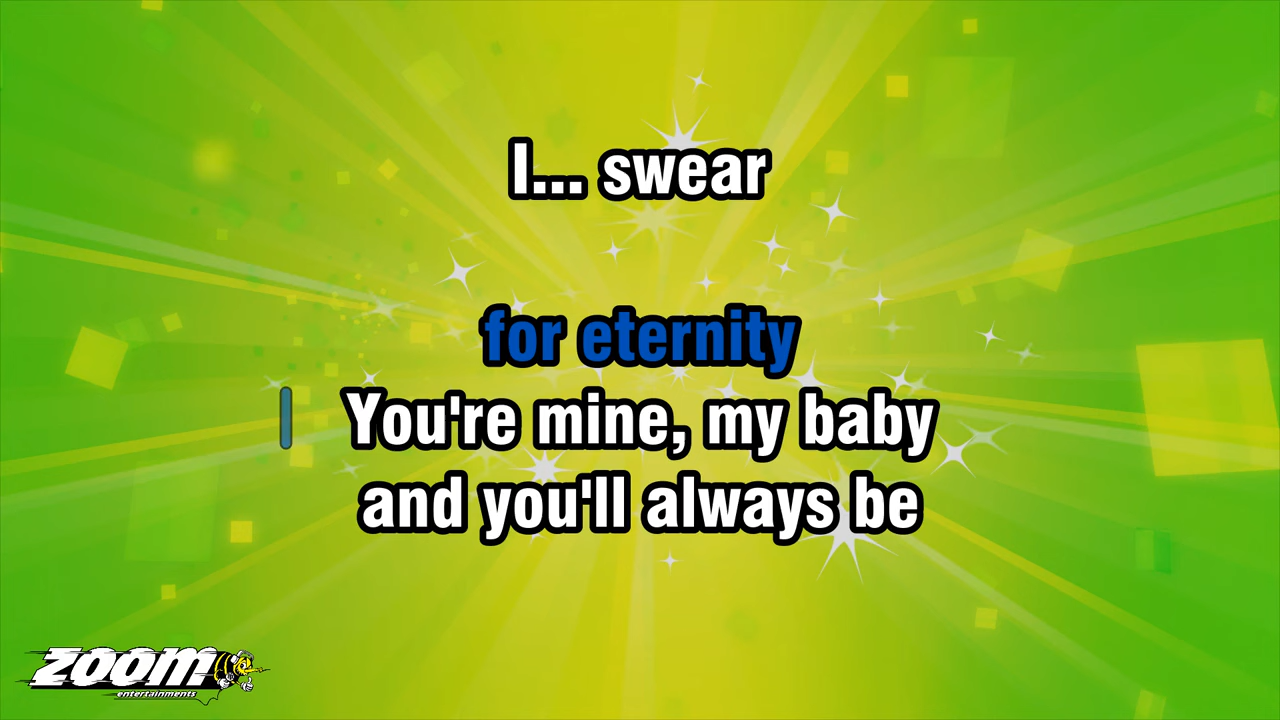 I... swear
for eternity
You're mine, my baby
and you'll always be
ZOOM
entertainments